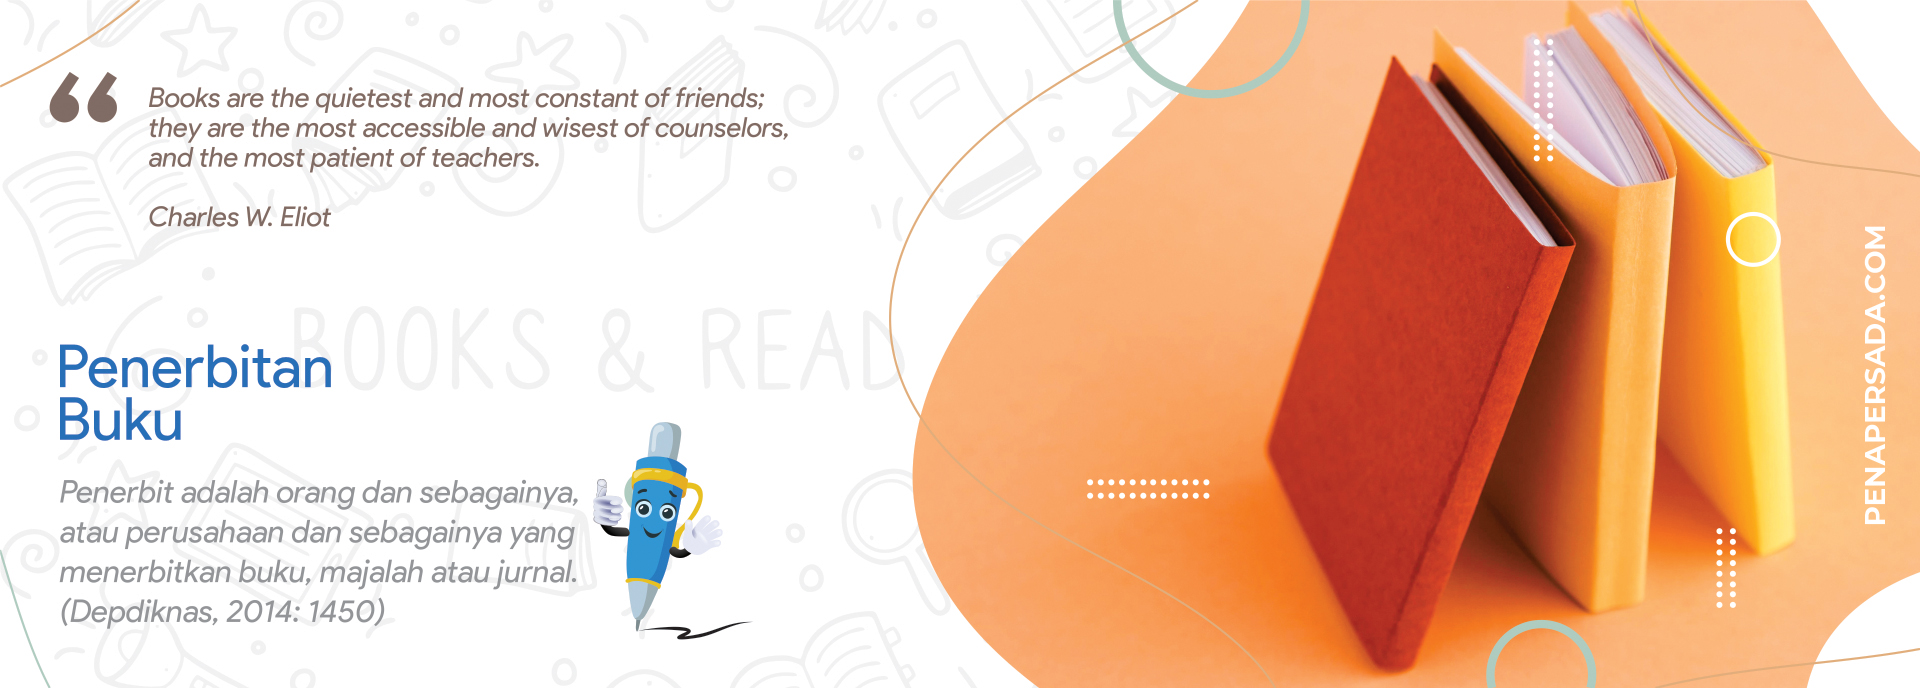 Books are the quietest and most constant of friends;
they are the most accessible and wisest of counselors,
and the most patient of teachers.
Charles W. Eliot
BOOKS & READ
Penerbitan
Buku
Penerbit adalah orang dan sebagainya,
atau perusahaan dan sebagainya yang
menerbitkan buku, majalah atau jurnal.
(Depdiknas, 2014: 1450)
PENAPERSADA.COM